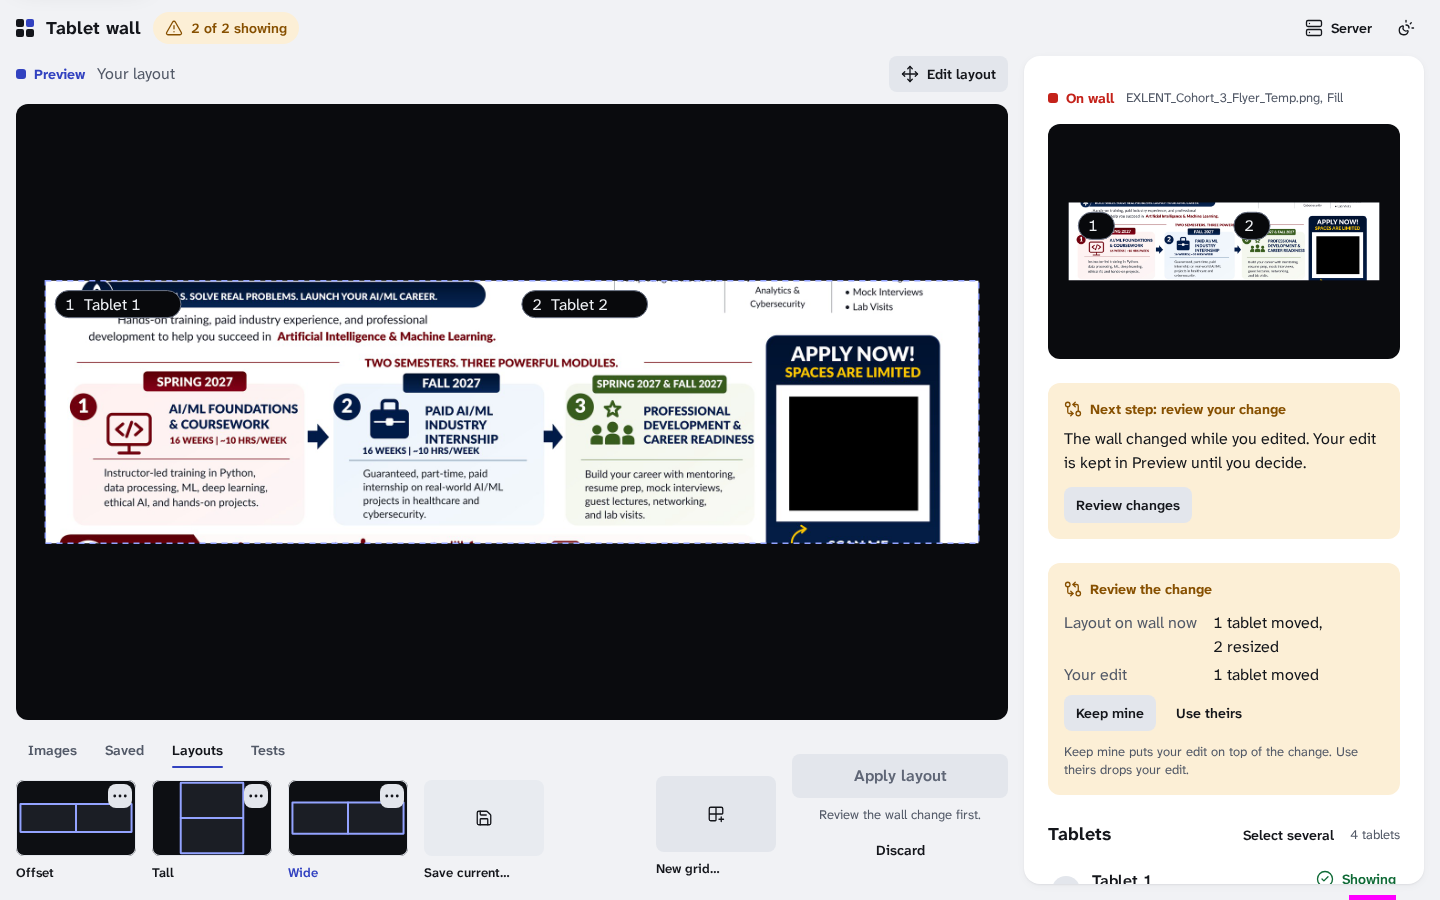 Tablet wall
2 of 2 showing
Server
Preview
Your layout
Edit layout
1 Tablet 1
2 Tablet 2
S. SOLVE REAL PROBLEMS. LAUNCH YOUR AI/ML CAREER.
Hands-on training, paid industry experience, and professional
development to help you succeed in Artificial Intelligence & Machine Learning.
Analytics &
Cybersecurity
• Mock Interviews
• Lab Visits
TWO SEMESTERS. THREE POWERFUL MODULES.
SPRING 2027
1
AI/ML FOUNDATIONS
& COURSEWORK
16 WEEKS | ~10 HRS/WEEK
Instructor-led training in Python,
data processing, ML, deep learning,
ethical AI, and hands-on projects.
FALL 2027
2
PAID AI/ML
INDUSTRY
INTERNSHIP
16 WEEKS | ~10 HRS/WEEK
Guaranteed, part-time, paid
internship on real-world AI/ML
projects in healthcare and
cybersecurity.
SPRING 2027 & FALL 2027
3
PROFESSIONAL
DEVELOPMENT &
CAREER READINESS
Build your career with mentoring,
resume prep, mock interviews,
guest lectures, networking,
and lab visits.
APPLY NOW!
SPACES ARE LIMITED
Images
Saved
Layouts
Tests
Offset
Tall
Wide
Save current...
New grid...
Apply layout
Review the wall change first.
Discard
On wall
EXLENT_Cohort_3_Flyer_Temp.png, Fill
1
2
APPLY NOW!
SPACES ARE LIMITED
Next step: review your change
The wall changed while you edited. Your edit
is kept in Preview until you decide.
Review changes
Review the change
Layout on wall now
1 tablet moved,
2 resized
Your edit
1 tablet moved
Keep mine
Use theirs
Keep mine puts your edit on top of the change. Use
theirs drops your edit.
Tablets
Select several
4 tablets
Tablet 1
Showing